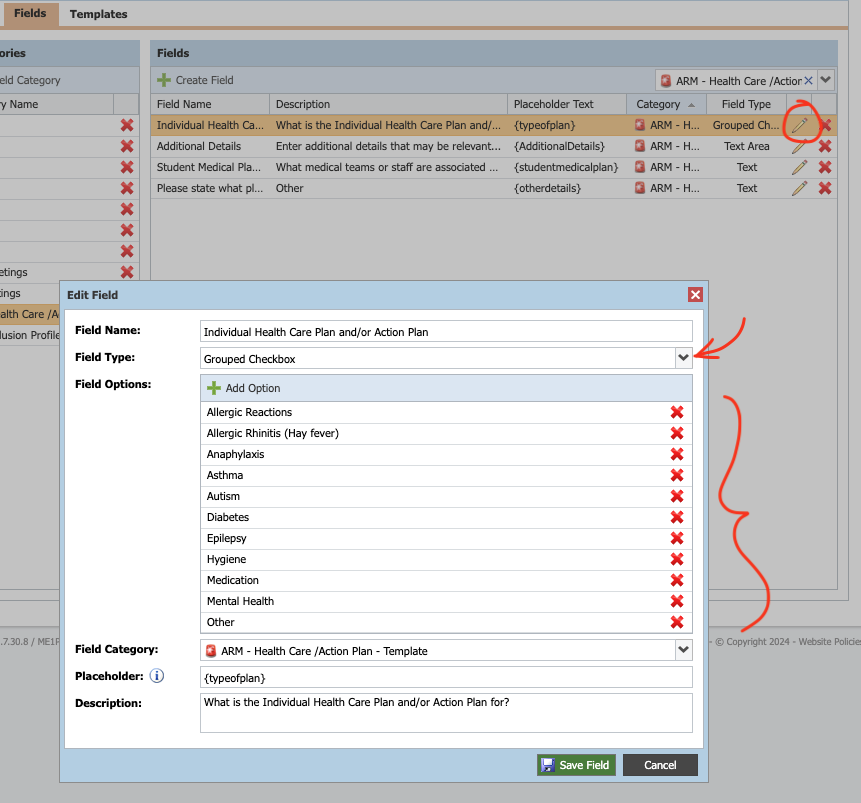 Fields Templates
ories Fields
eld Category Create Field ARM - Health Care /Action
ry Name Field Name Description Placeholder Text Category Field Type
Individual Health Ca... What is the Individual Health Care Plan and/... {typeofplan} ARM - H... Grouped Ch...
Additional Details Enter additional details that may be relevant... {AdditionalDetails} ARM - H... Text Area
Student Medical Pla... What medical teams or staff are associated ... {studentmedicalplan} ARM - H... Text
Please state what pl... Other {otherdetails} ARM - H... Text
etings
ings
alth Care /A
lusion Profile
Edit Field
Field Name: Individual Health Care Plan and/or Action Plan
Field Type: Grouped Checkbox
Field Options: Add Option
Allergic Reactions
Allergic Rhinitis (Hay fever)
Anaphylaxis
Asthma
Autism
Diabetes
Epilepsy
Hygiene
Medication
Mental Health
Other
.7.30.8 / ME1P - © Copyright 2024 - Website Policies
Field Category: ARM - Health Care /Action Plan - Template
Placeholder: {typeofplan}
Description: What is the Individual Health Care Plan and/or Action Plan for?
Save Field Cancel